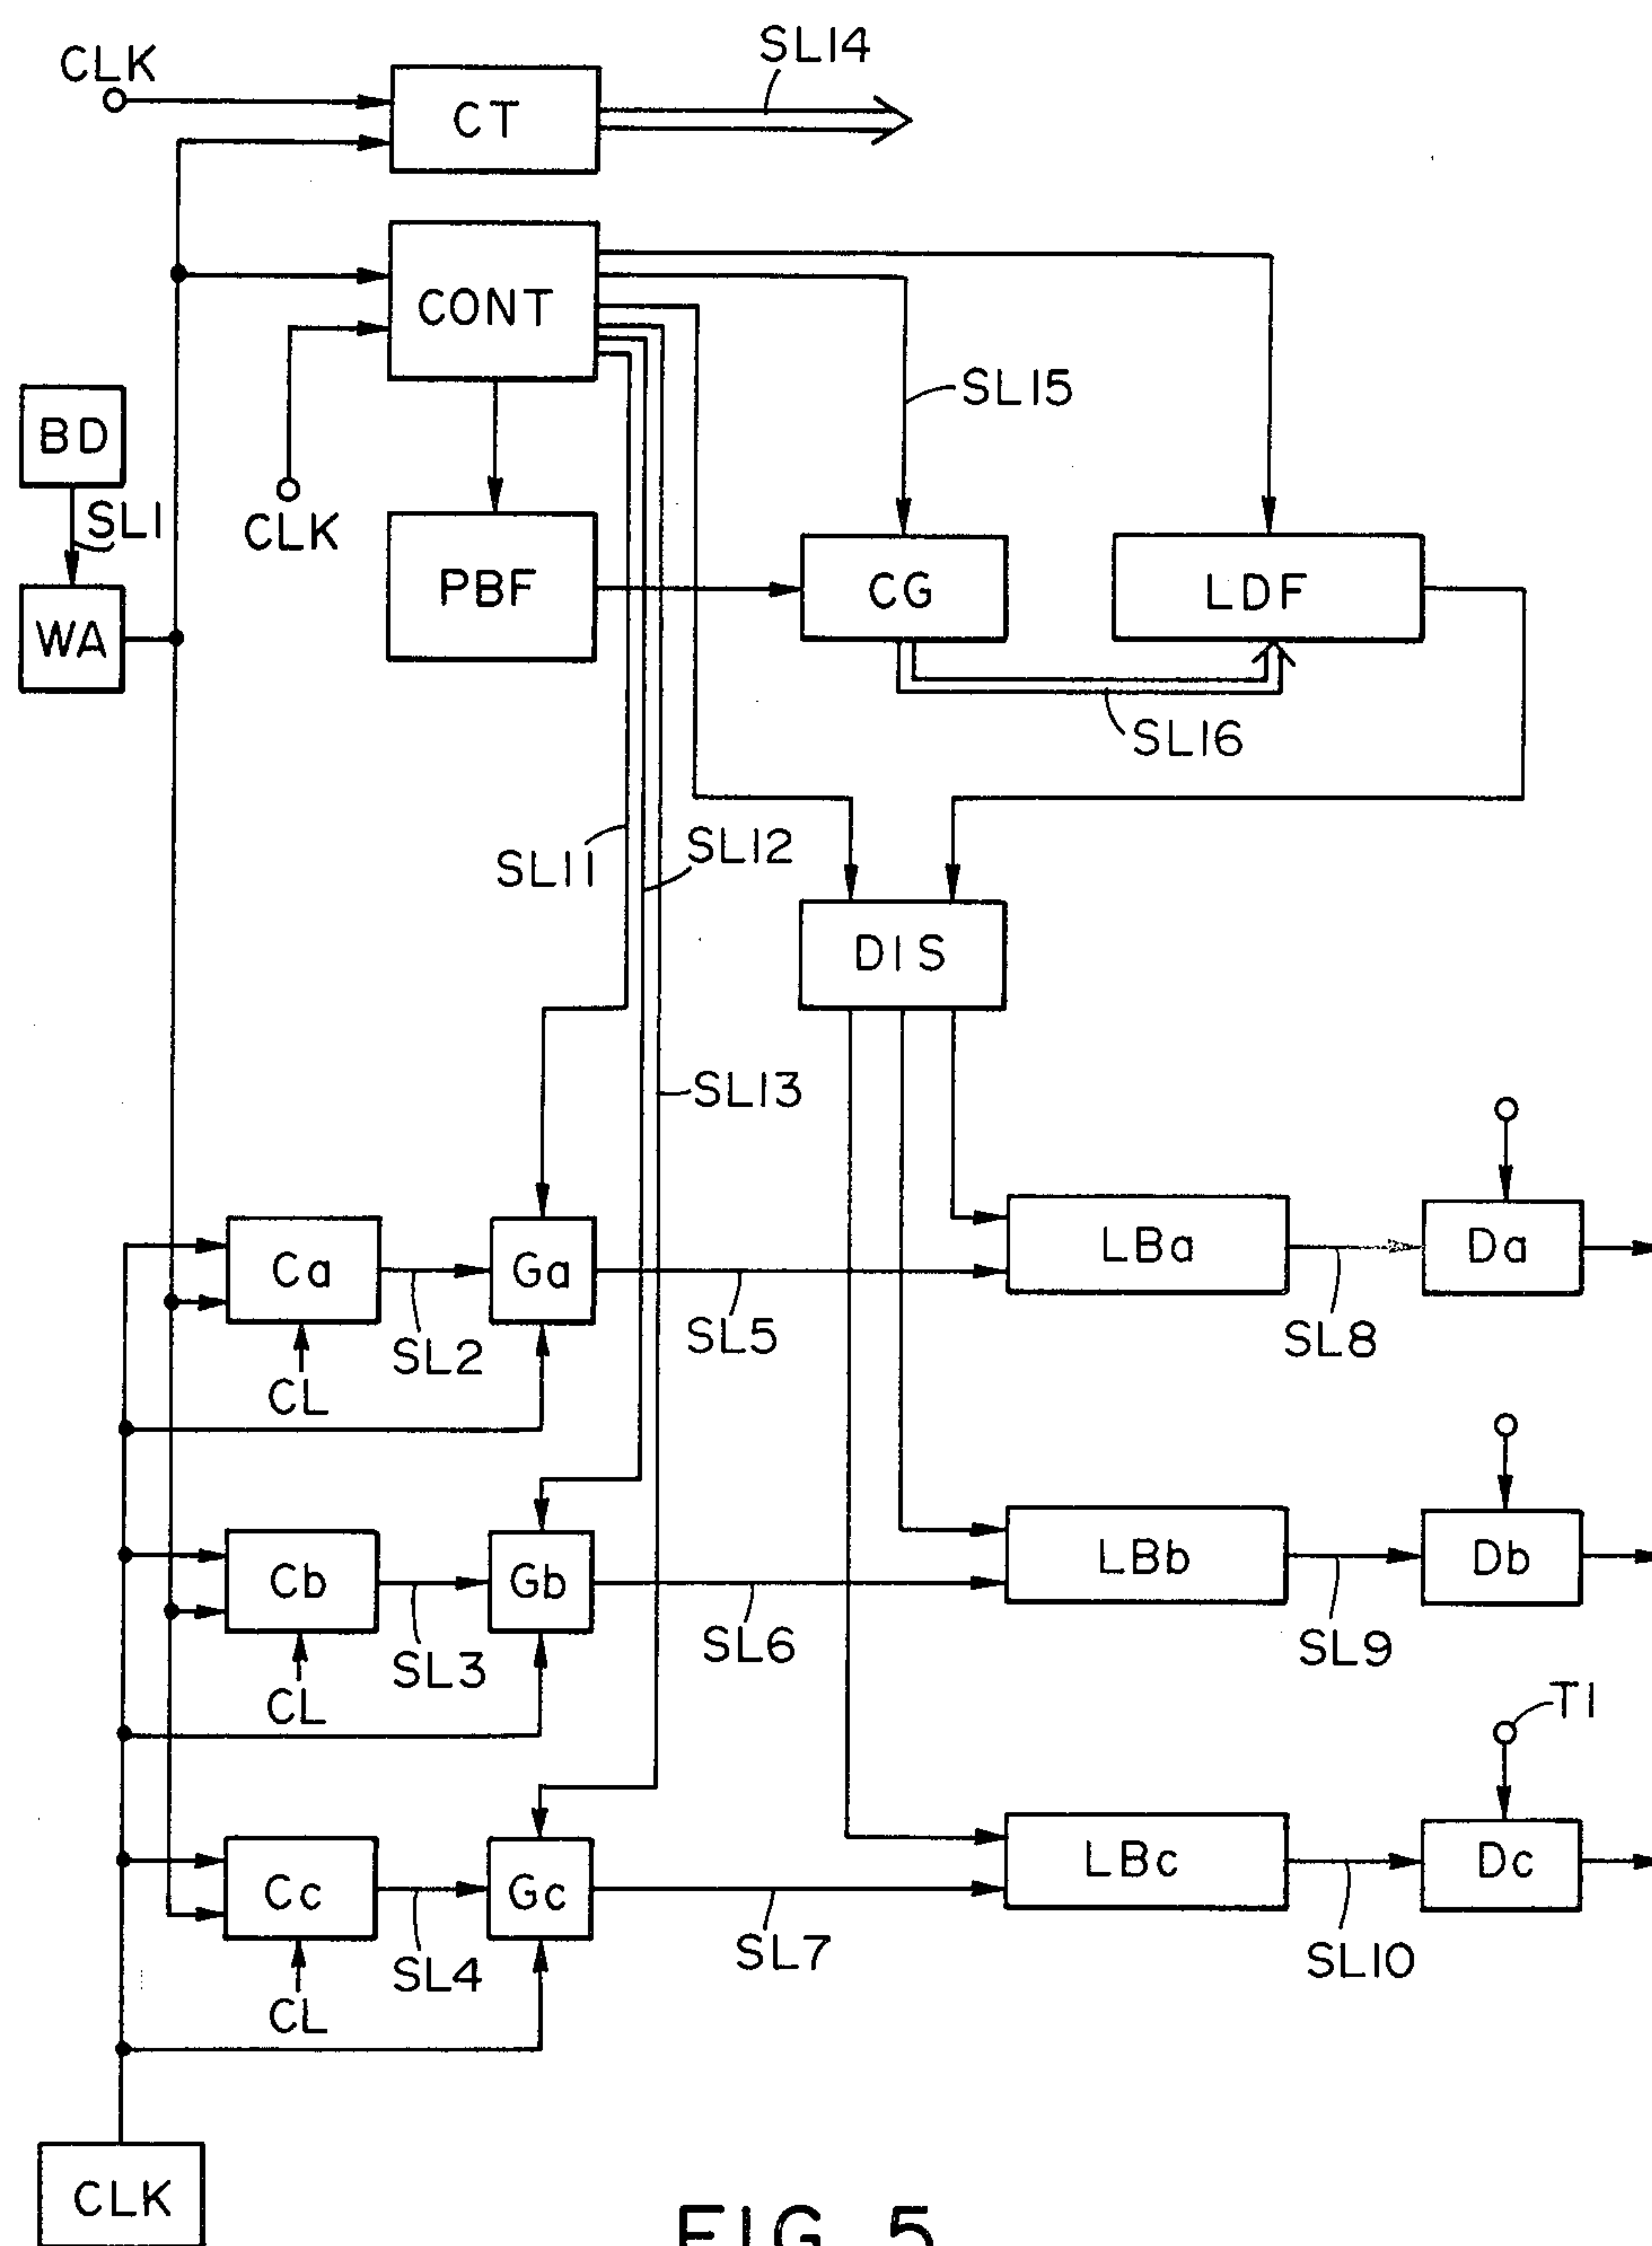 SL14
CLK
CT
CONT
SL15
BD
SL1
CLK
PBF
CG
LDF
WA
SL16
SL12
SL11
DIS
SL13
Ca
Ga
LBa
Da
SL2
SL5
SL8
CL
Cb
Gb
LBb
Db
SL3
SL6
SL9
CL
T1
Cc
Gc
LBc
Dc
SL4
SL7
SL10
CL
CLK
FIG. 5